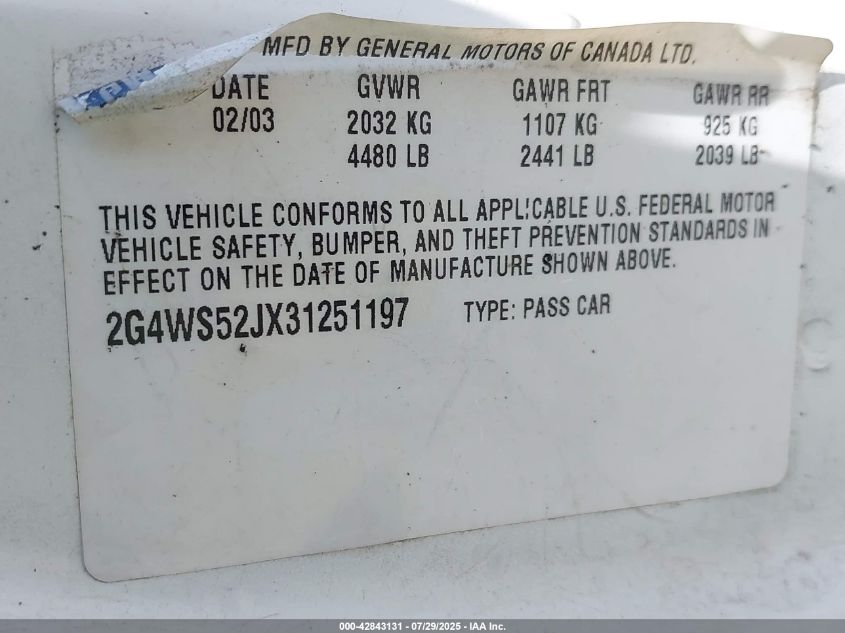 MFD BY GENERAL MOTORS OF CANADA LTD.
DATE GVWR GAWR FRT GAWR RR
02/03 2032 KG 1107 KG 925 KG
4480 LB 2441 LB 2039 LB
THIS VEHICLE CONFORMS TO ALL APPLICABLE U.S. FEDERAL MOTOR
VEHICLE SAFETY, BUMPER, AND THEFT PREVENTION STANDARDS IN
EFFECT ON THE DATE OF MANUFACTURE SHOWN ABOVE.
2G4WS52JX31251197 TYPE: PASS CAR
000-42843131 - 07/29/2025 - IAA Inc.